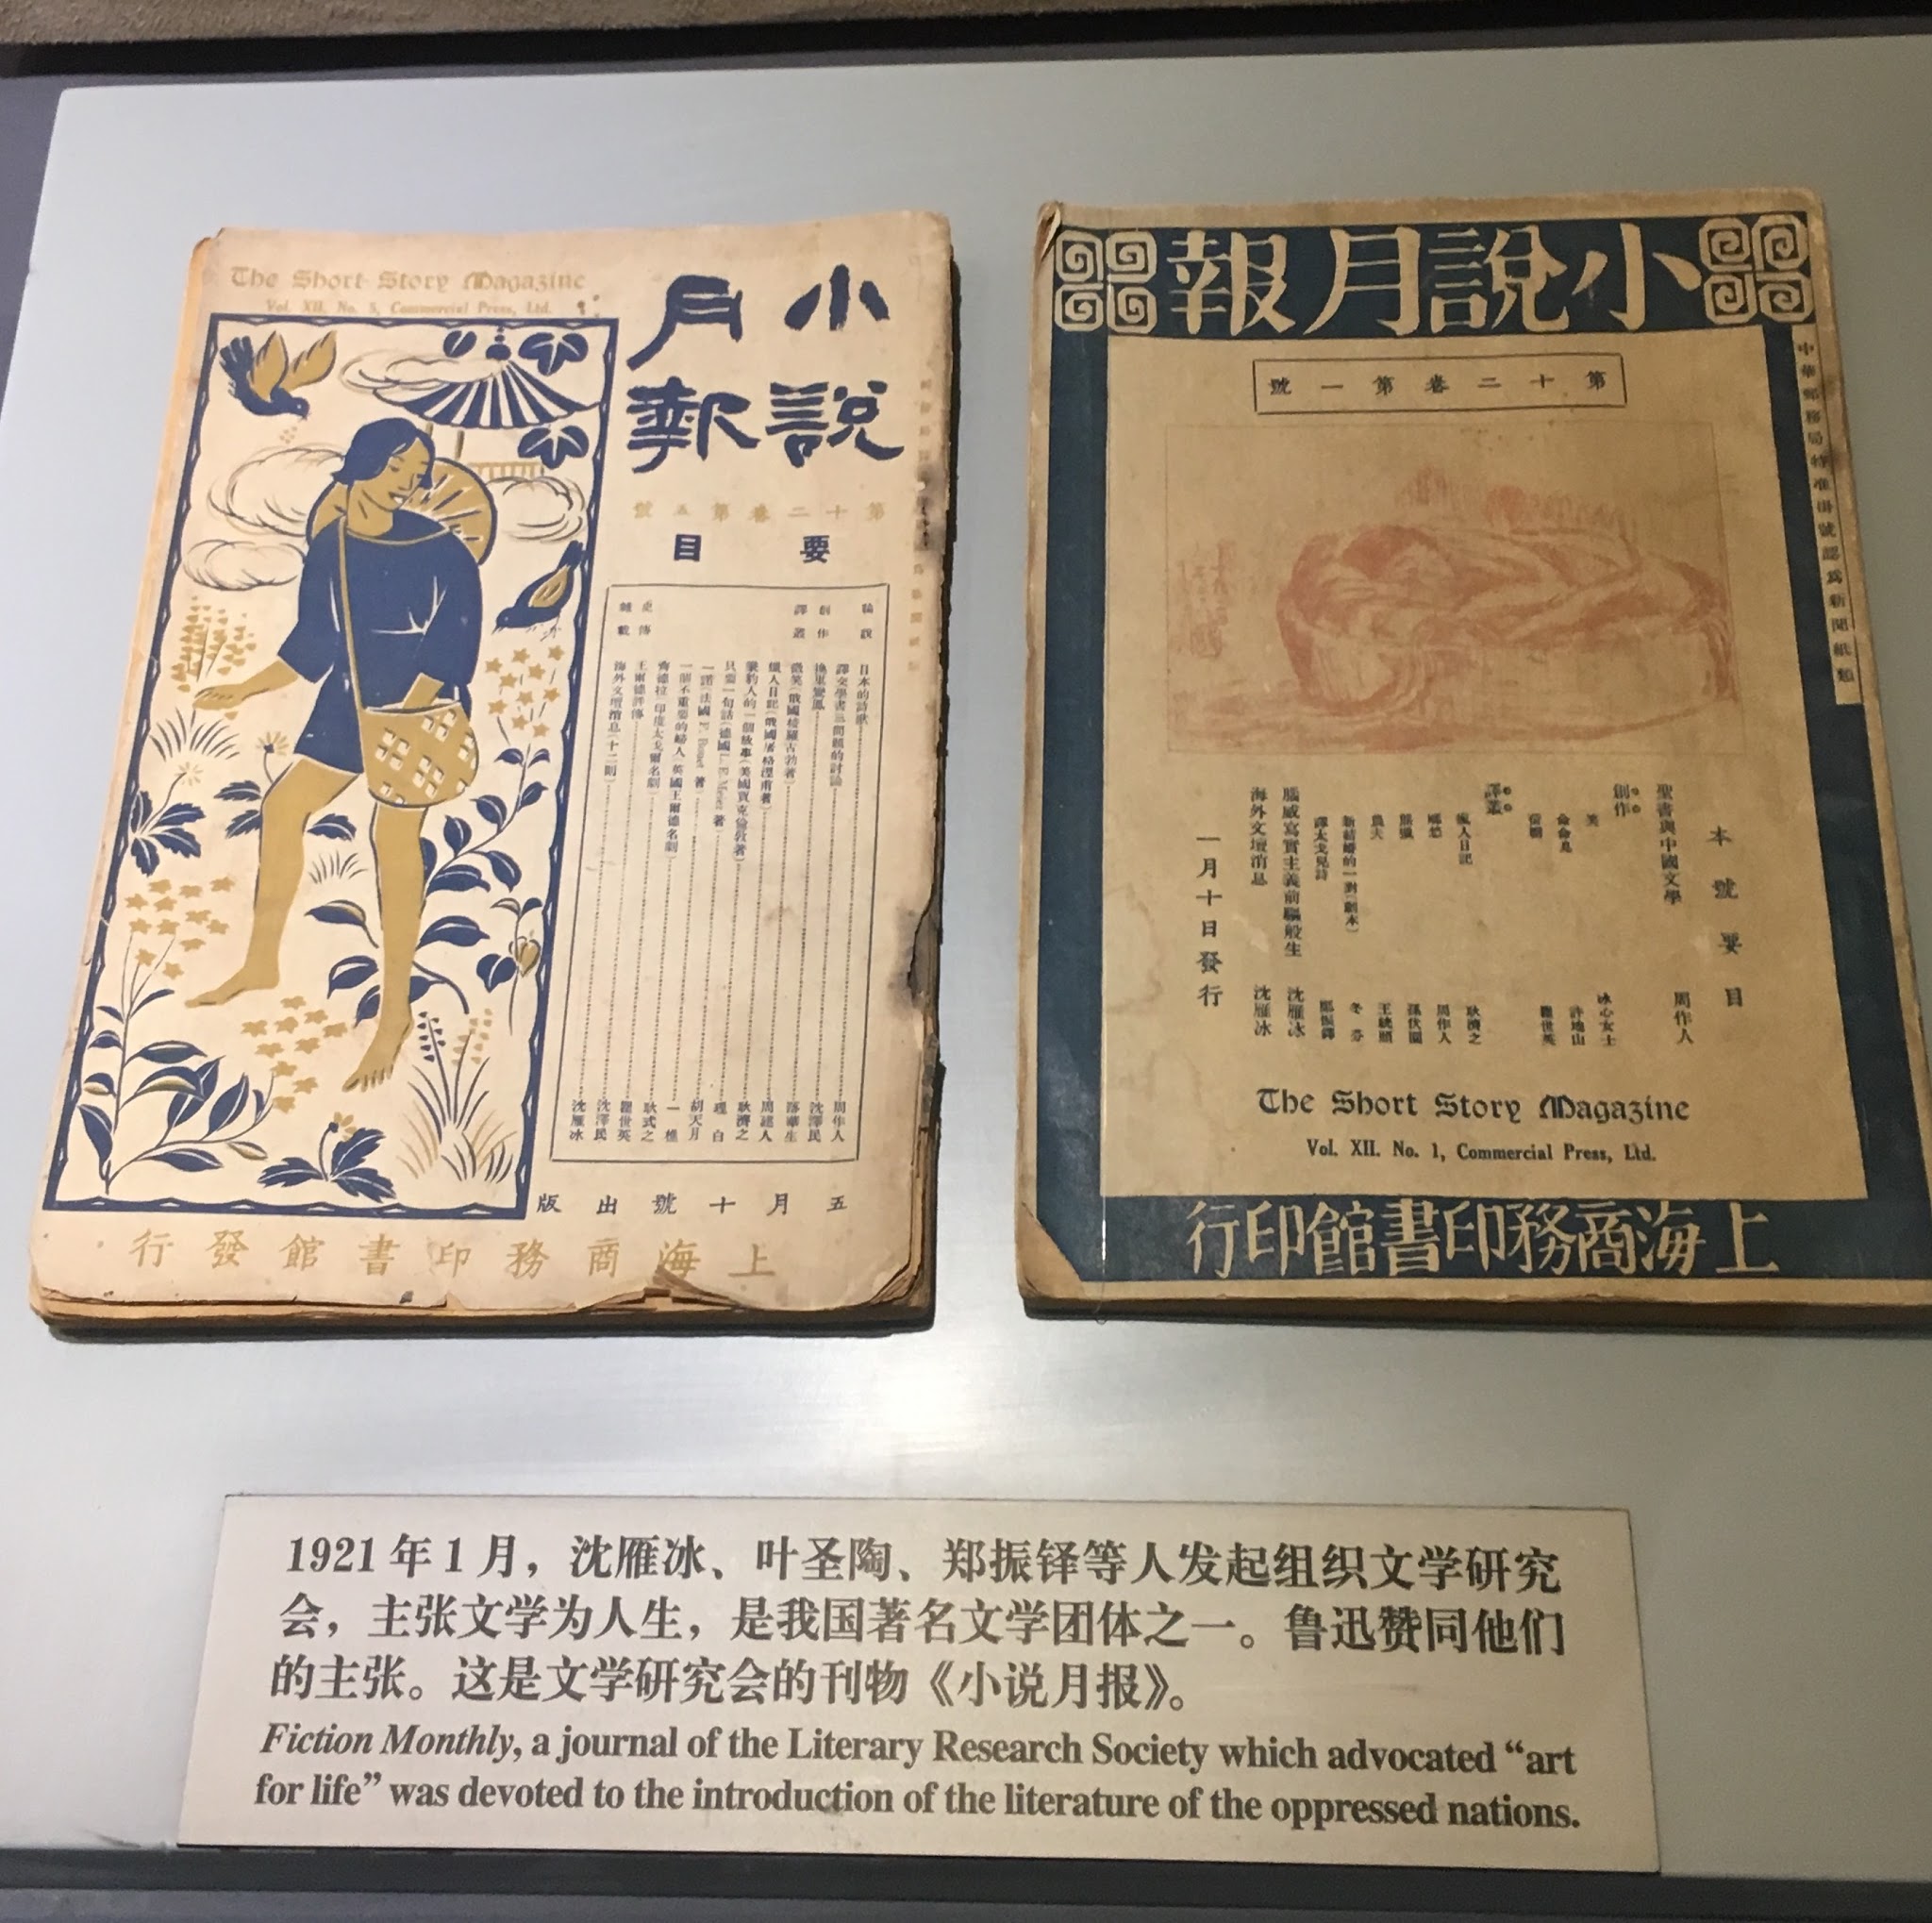 The Short Story Magazine
Vol. XII, No. 5, Commercial Press, Ltd.
小說
月報
第十二卷第五號
要目
論說
創作
譯叢
史傳
雜載
日本的詩歌
譯文學書三問題的討論
換巢鸞鳳
微笑(俄國梭羅古勃著)
獵人日記(俄國屠格涅甫著)
豢豹人的一個故事(美國賈克倫敦著)
只要一句話(德國
一諾(法國
一個不重要的婦人(英國王爾德名劇)
齊德拉(印度太戈爾名劇)
王爾德評傳
海外文壇消息(十二則)
周作人
沈澤民
落華生
周建人
耿濟之
理白
胡天月
一樵
耿式之
瞿世英
沈澤民
沈雁冰
五月十號出版
上海商務印書館發行
小說月報
第十二卷第一號
中華郵務局特准掛號認為新聞紙類
本號要目
聖書與中國文學 周作人
創作
笑 冰心女士
命命鳥 許地山
荷瓣 瞿世英
譯叢
瘋人日記 耿濟之
鄉愁 周作人
熊獵 孫伏園
農夫 王統照
新結婚的一對(劇本) 冬芬
譯太戈兒詩 鄭振鐸
腦威寫實主義前驅般生 沈雁冰
海外文壇消息 沈雁冰
一月十日發行
The Short Story Magazine
Vol. XII. No. 1, Commercial Press, Ltd.
上海商務印書館印行
1921年1月，沈雁冰、叶圣陶、郑振铎等人发起组织文学研究
会，主张文学为人生，是我国著名文学团体之一。鲁迅赞同他们
的主张。这是文学研究会的刊物《小说月报》。
Fiction Monthly, a journal of the Literary Research Society which advocated “art
for life” was devoted to the introduction of the literature of the oppressed nations.